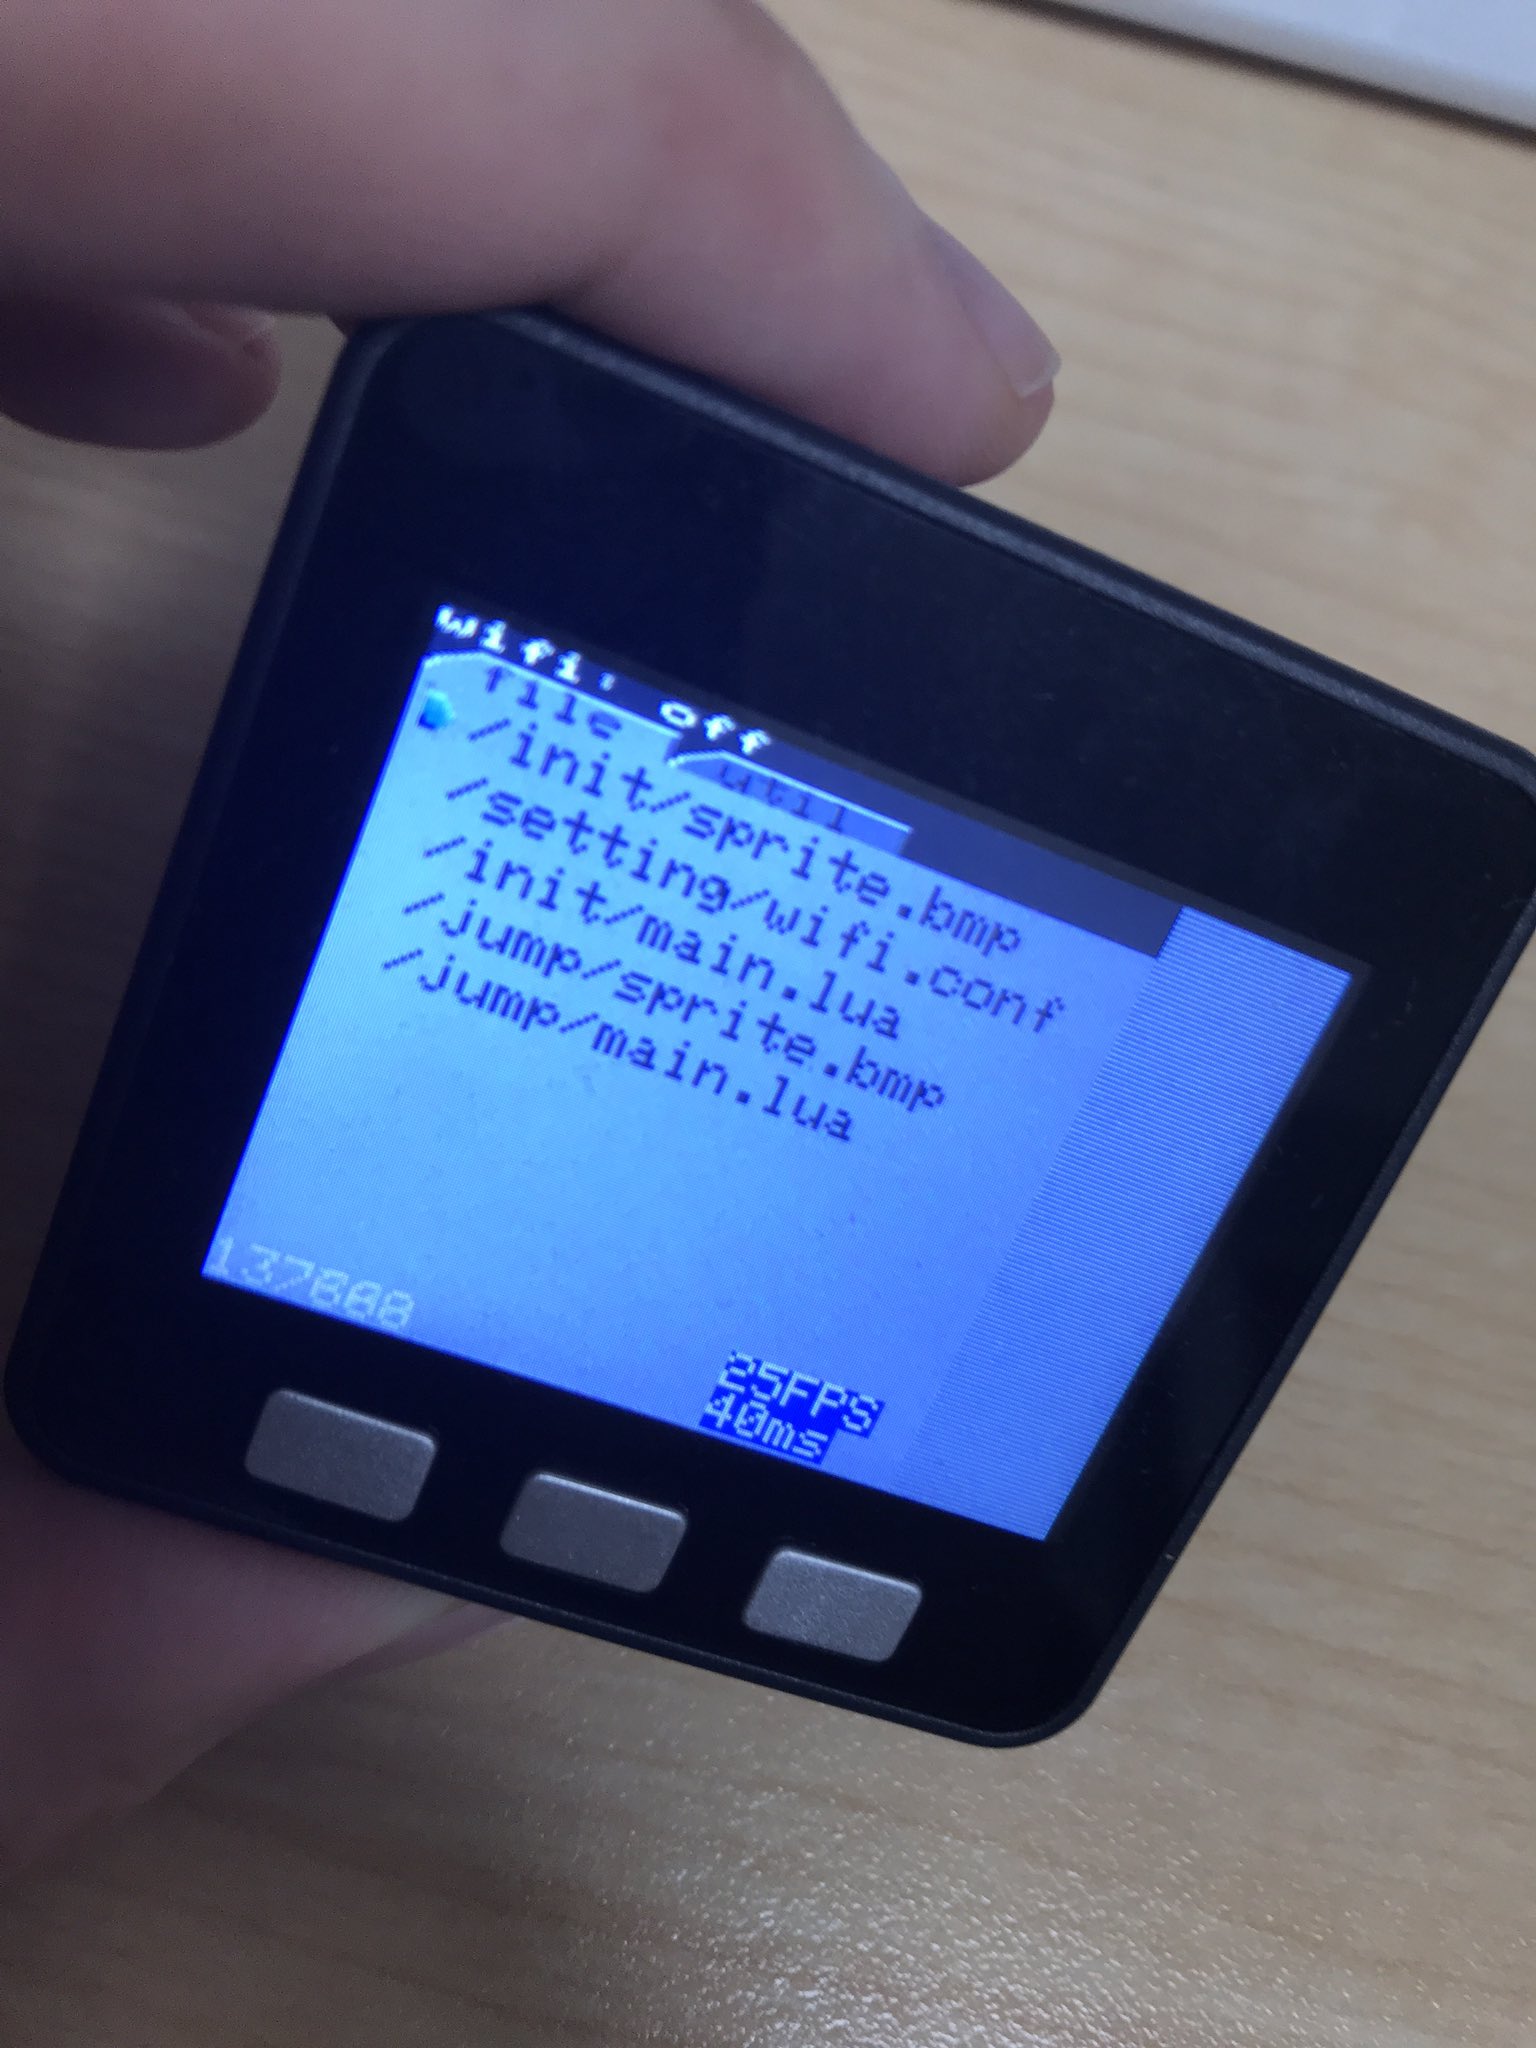 wifi: off
file util
/init/sprite.bmp
/setting/wifi.conf
/init/main.lua
/jump/sprite.bmp
/jump/main.lua
25FPS
40ms